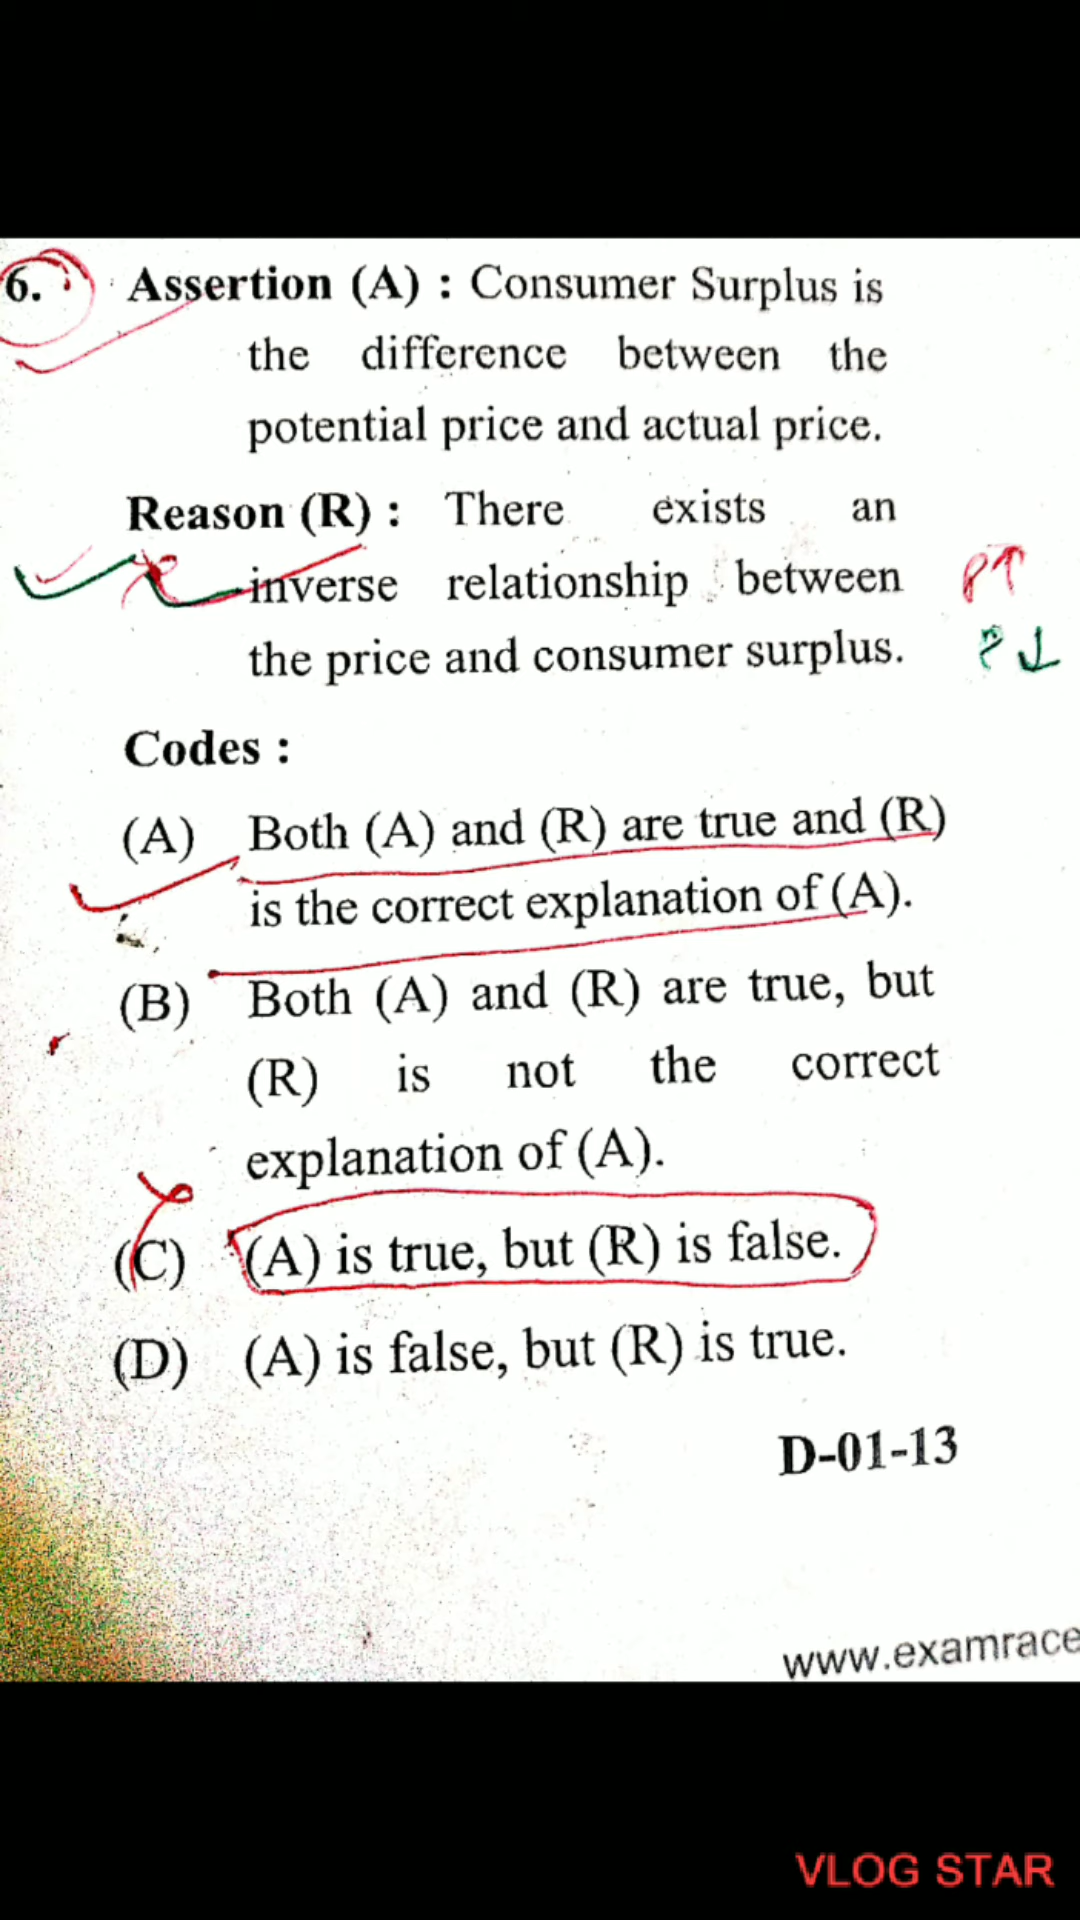 6. Assertion (A) : Consumer Surplus is
the difference between the
potential price and actual price.
Reason (R) : There exists an
inverse relationship between
the price and consumer surplus.
P↑
↓
Codes :
(A) Both (A) and (R) are true and (R)
is the correct explanation of (A).
(B) Both (A) and (R) are true, but
(R) is not the correct
explanation of (A).
(C) (A) is true, but (R) is false.
(D) (A) is false, but (R) is true.
D-01-13
www.examrace
VLOG STAR